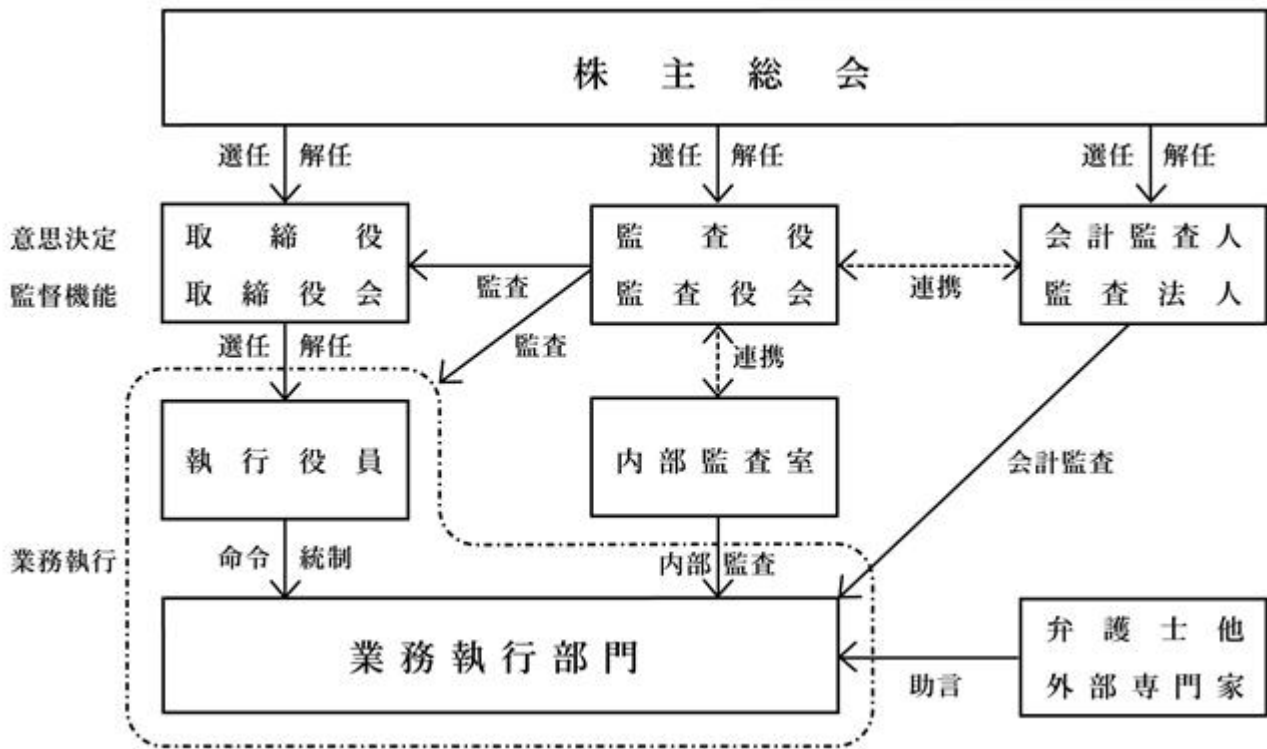 株主総会
選任 解任
選任 解任
選任 解任
意思決定
監督機能
取締役
取締役会
監査
監査役
監査役会
連携
会計監査人
監査法人
選任 解任
監査
連携
執行役員
内部監査室
会計監査
業務執行
命令 統制
内部監査
業務執行部門
助言
弁護士他
外部専門家